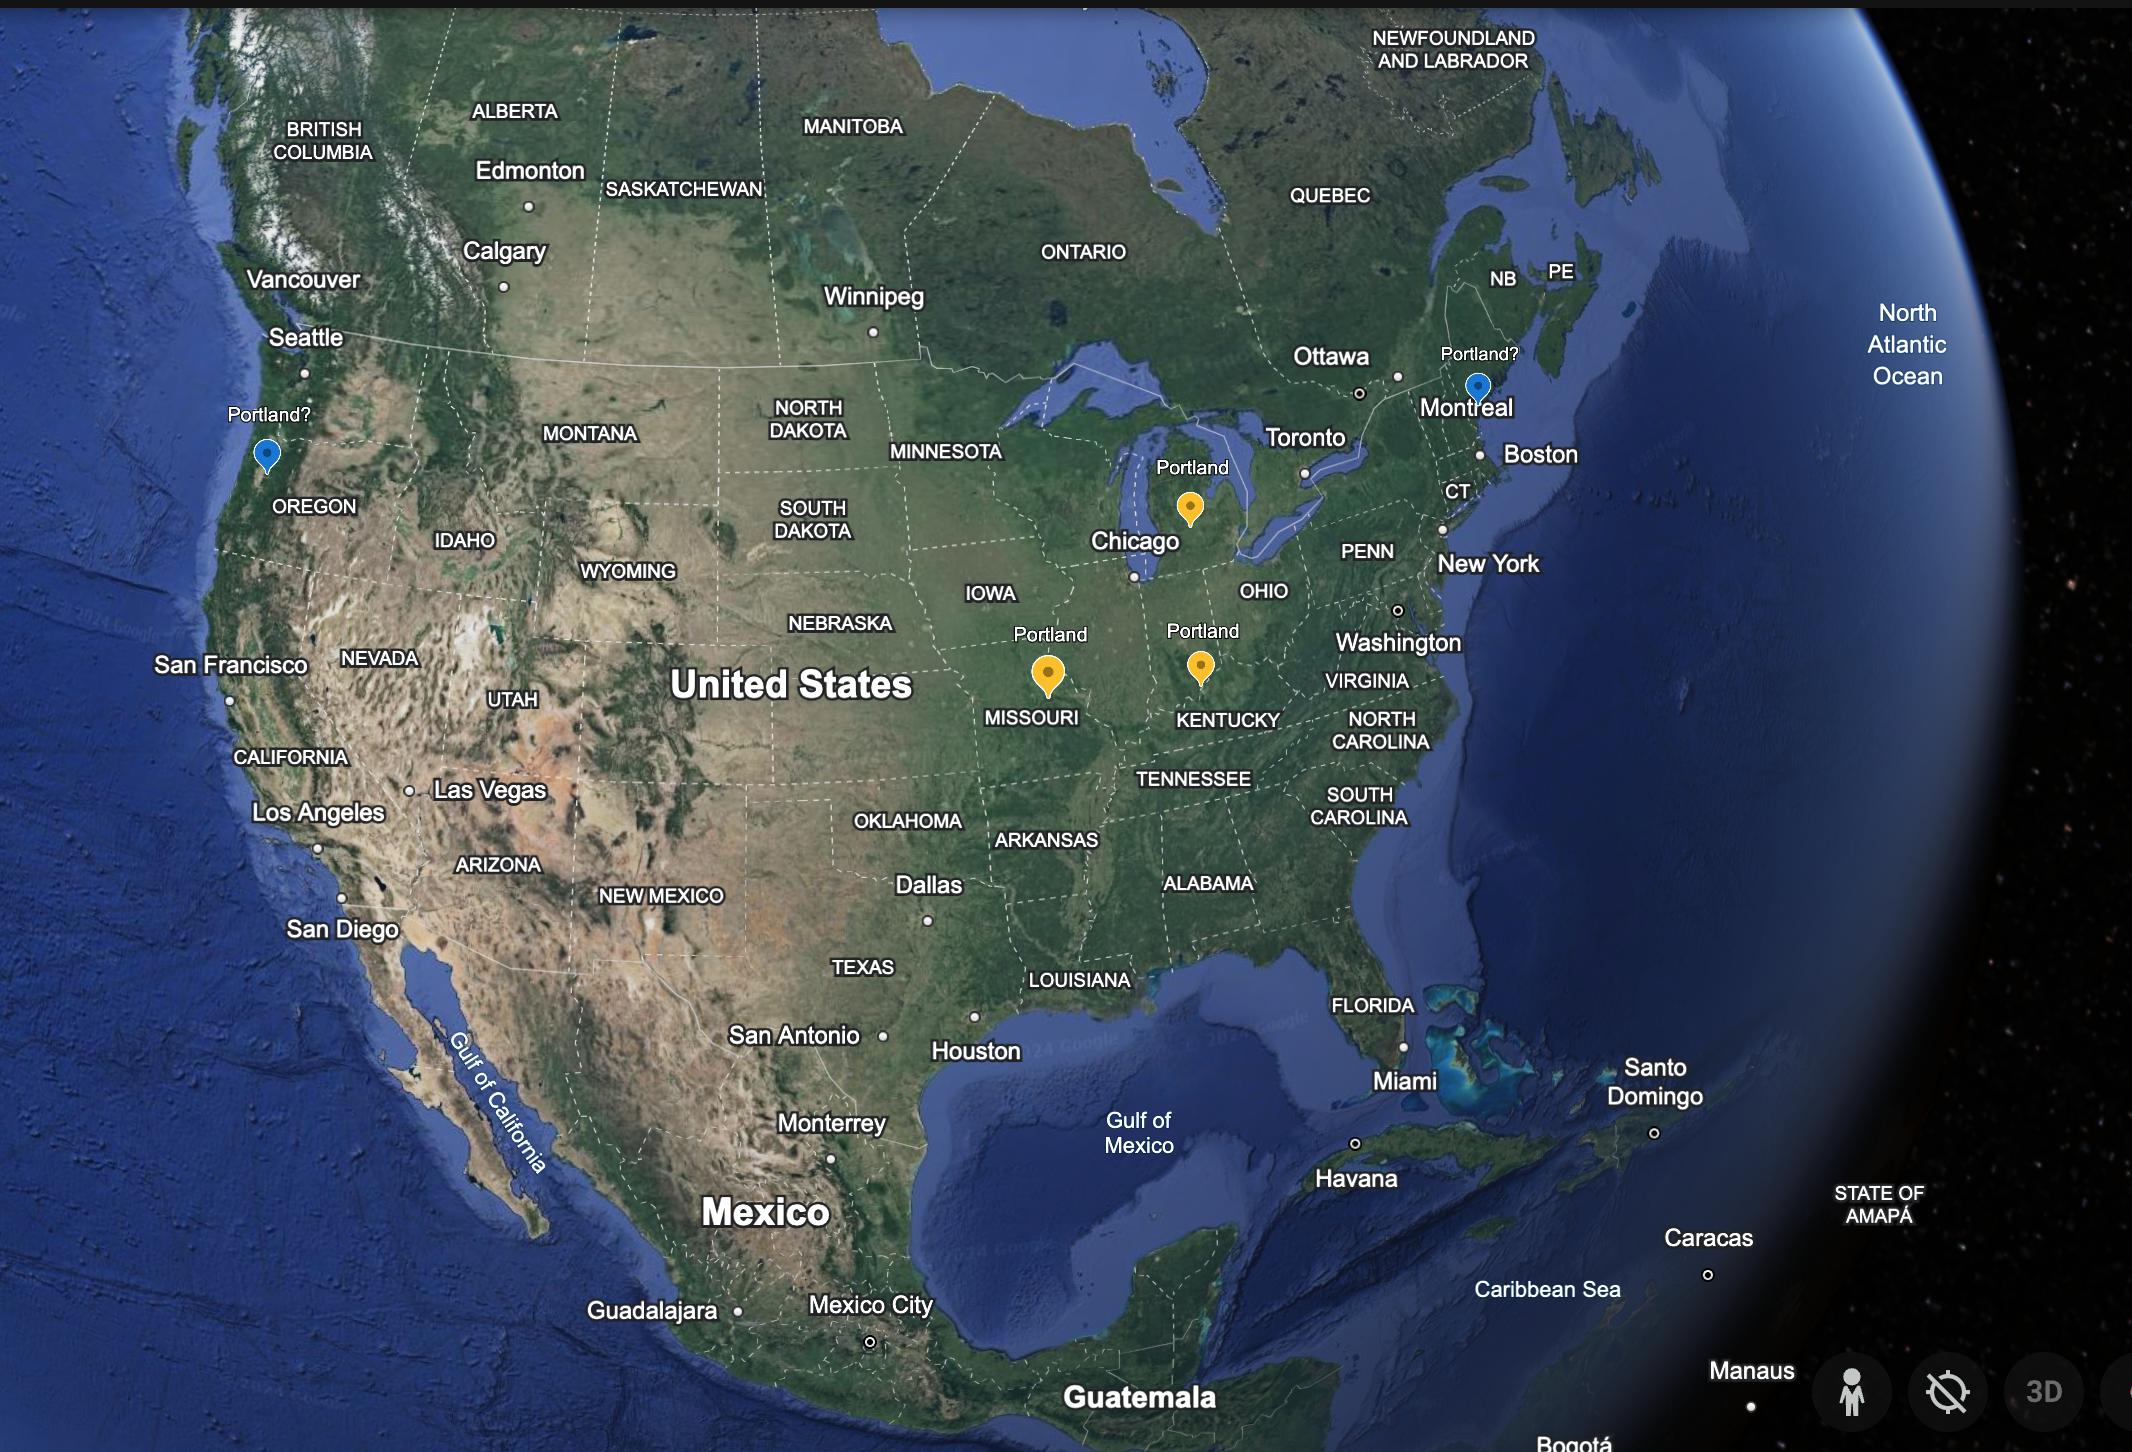 NEWFOUNDLAND
AND LABRADOR
ALBERTA
BRITISH
COLUMBIA
MANITOBA
Edmonton
SASKATCHEWAN
QUEBEC
Calgary
ONTARIO
NB
PE
Vancouver
Winnipeg
North
Atlantic
Ocean
Seattle
Ottawa
Portland?
Portland?
NORTH
DAKOTA
Montreal
MONTANA
Toronto
MINNESOTA
Boston
Portland
OREGON
CT
SOUTH
DAKOTA
IDAHO
Chicago
PENN
New York
WYOMING
IOWA
OHIO
NEBRASKA
Portland
Portland
Washington
San Francisco
NEVADA
United States
VIRGINIA
UTAH
MISSOURI
KENTUCKY
NORTH
CAROLINA
CALIFORNIA
Las Vegas
TENNESSEE
Los Angeles
SOUTH
CAROLINA
OKLAHOMA
ARKANSAS
ARIZONA
NEW MEXICO
Dallas
ALABAMA
San Diego
TEXAS
LOUISIANA
FLORIDA
San Antonio
Houston
Gulf of California
Miami
Santo
Domingo
Monterrey
Gulf of
Mexico
Havana
Mexico
STATE OF
AMAPÁ
Caracas
Caribbean Sea
Guadalajara
Mexico City
Manaus
3D
Guatemala
Bogotá